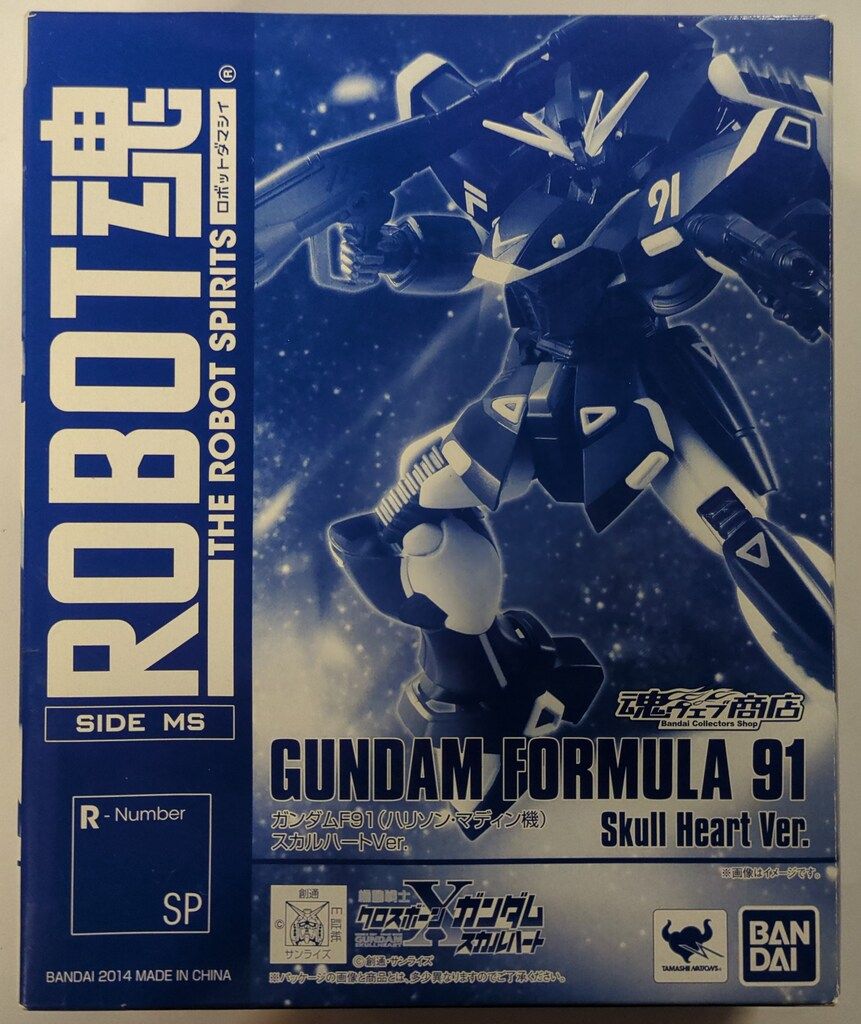 ROBOT魂
®
ロボットダマシイ
THE ROBOT SPIRITS
SIDE MS
R - Number
SP
BANDAI 2014 MADE IN CHINA
91
魂ウェブ商店
Bandai Collectors Shop
GUNDAM FORMULA 91
ガンダムF91(ハリソン・マディン機)
スカルハートVer.
Skull Heart Ver.
※画像はイメージです。
創通
サンライズ
©
機動戦士
クロスボーンXガンダム
スカルハート
©創通・サンライズ
※パッケージの画像と商品とは、多少異なりますのでご了承ください。
TAMASHII NATIONS
BAN
DAI